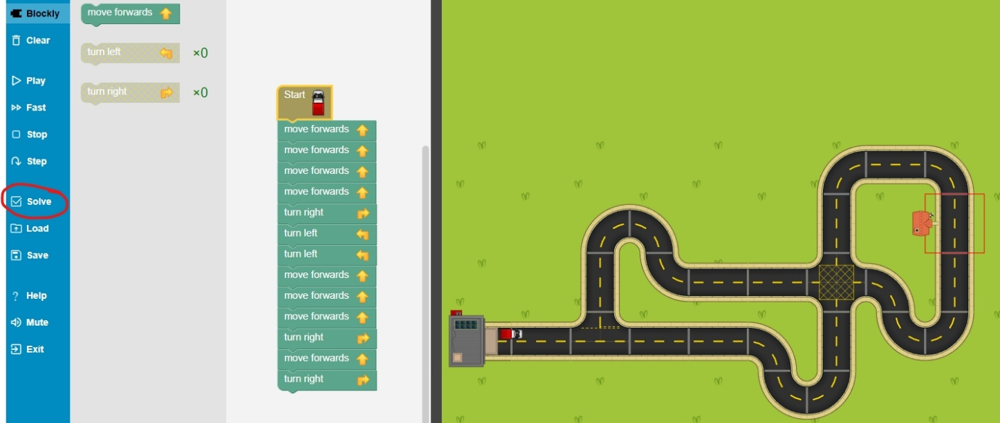 Blockly
Clear
Play
Fast
Stop
Step
Solve
Load
Save
Help
Mute
Exit
move forwards
turn left ×0
turn right ×0
Start
move forwards
move forwards
move forwards
move forwards
turn right
turn left
turn left
move forwards
move forwards
move forwards
turn right
move forwards
turn right